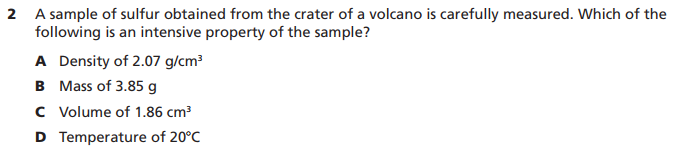 2 A sample of sulfur obtained from the crater of a volcano is carefully measured. Which of the
following is an intensive property of the sample?
A Density of 2.07 g/cm³
B Mass of 3.85 g
C Volume of 1.86 cm³
D Temperature of 20°C